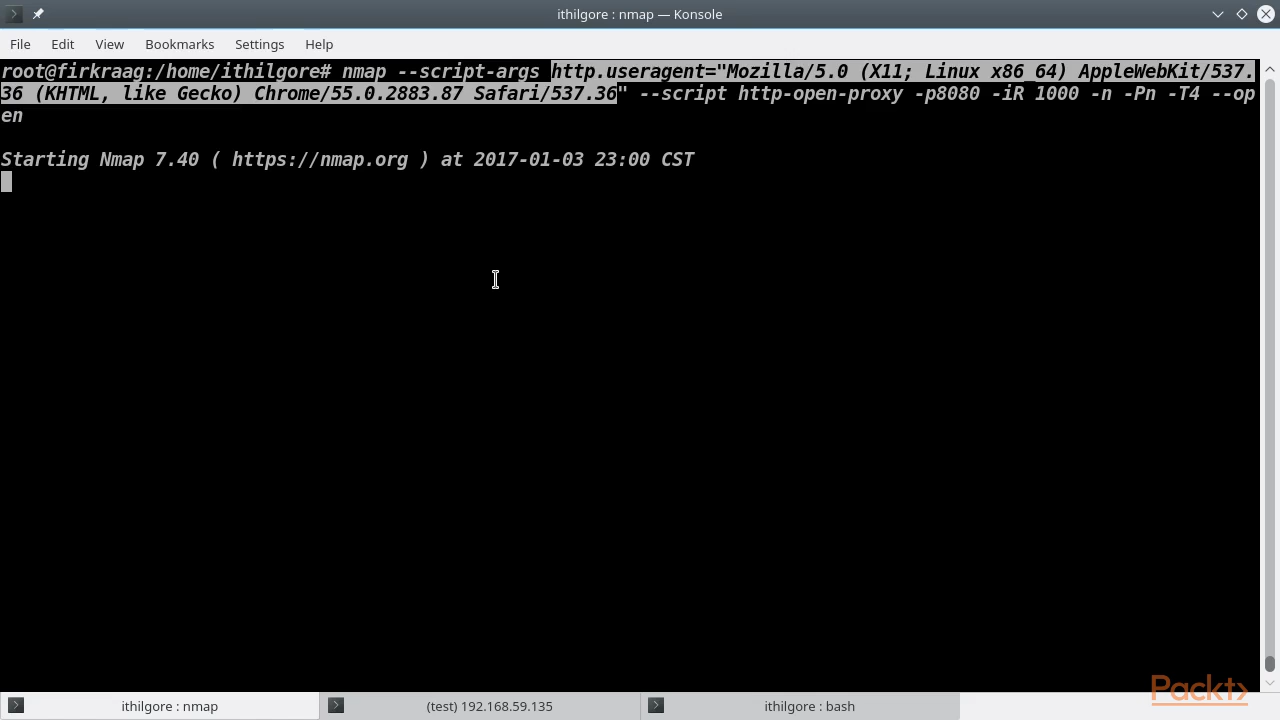 ithilgore : nmap — Konsole
File Edit View Bookmarks Settings Help
root@firkraag:/home/ithilgore# nmap --script-args http.useragent="Mozilla/5.0 (X11; Linux x86_64) AppleWebKit/537.
36 (KHTML, like Gecko) Chrome/55.0.2883.87 Safari/537.36" --script http-open-proxy -p8080 -iR 1000 -n -Pn -T4 --op
en
Starting Nmap 7.40 ( https://nmap.org ) at 2017-01-03 23:00 CST
Packt>
ithilgore : nmap (test) 192.168.59.135 ithilgore : bash